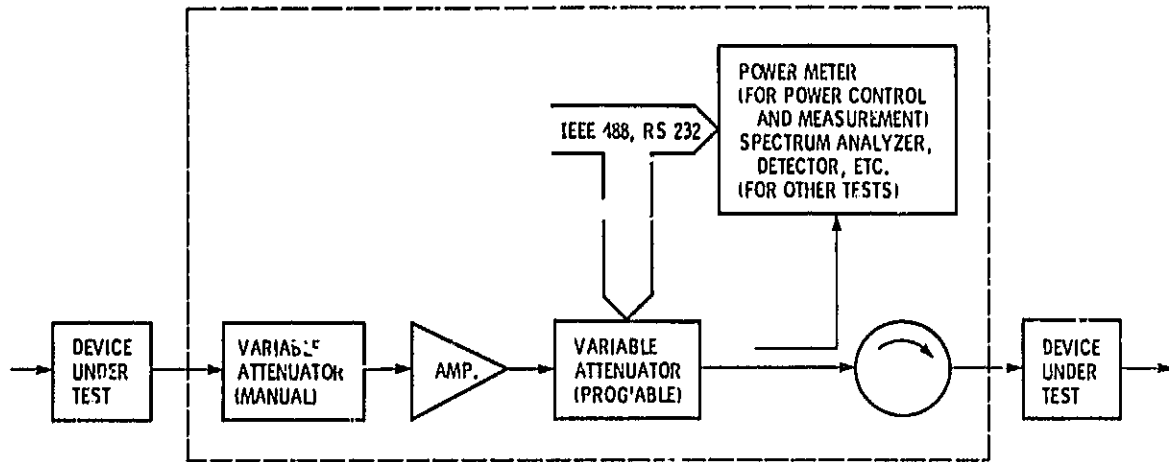 POWER METER
(FOR POWER CONTROL
AND MEASUREMENT)
SPECTRUM ANALYZER,
DETECTOR, ETC.
(FOR OTHER TESTS)
IEEE 488, RS 232
DEVICE
UNDER
TEST
VARIABLE
ATTENUATOR
(MANUAL)
AMP.
VARIABLE
ATTENUATOR
(PROG'ABLE)
DEVICE
UNDER
TEST